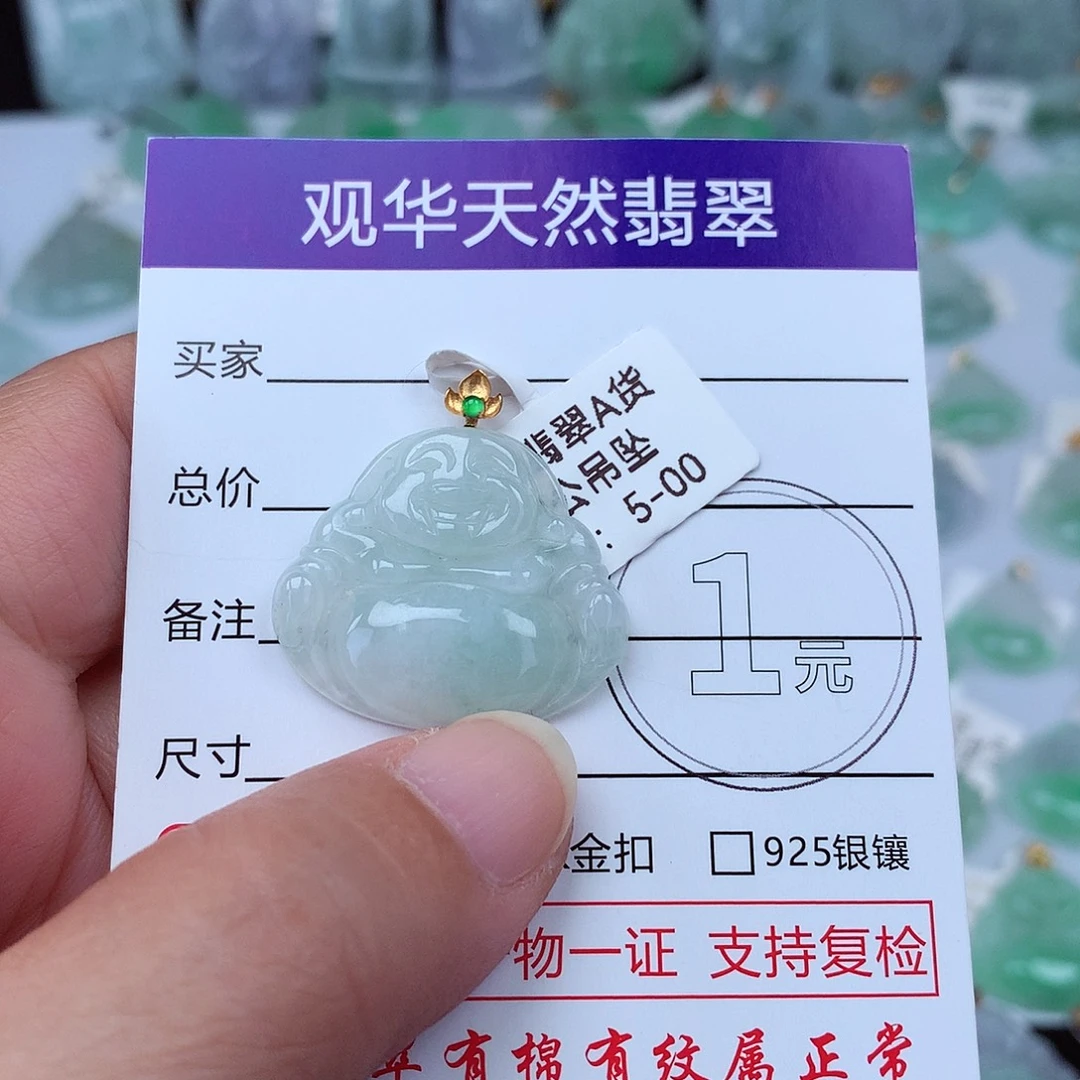 观华天然翡翠
买家
翡翠A货
吊坠
: 5-00
总价
备注
1元
尺寸
金扣 925银镶
物一证 支持复检
有棉有纹属正常